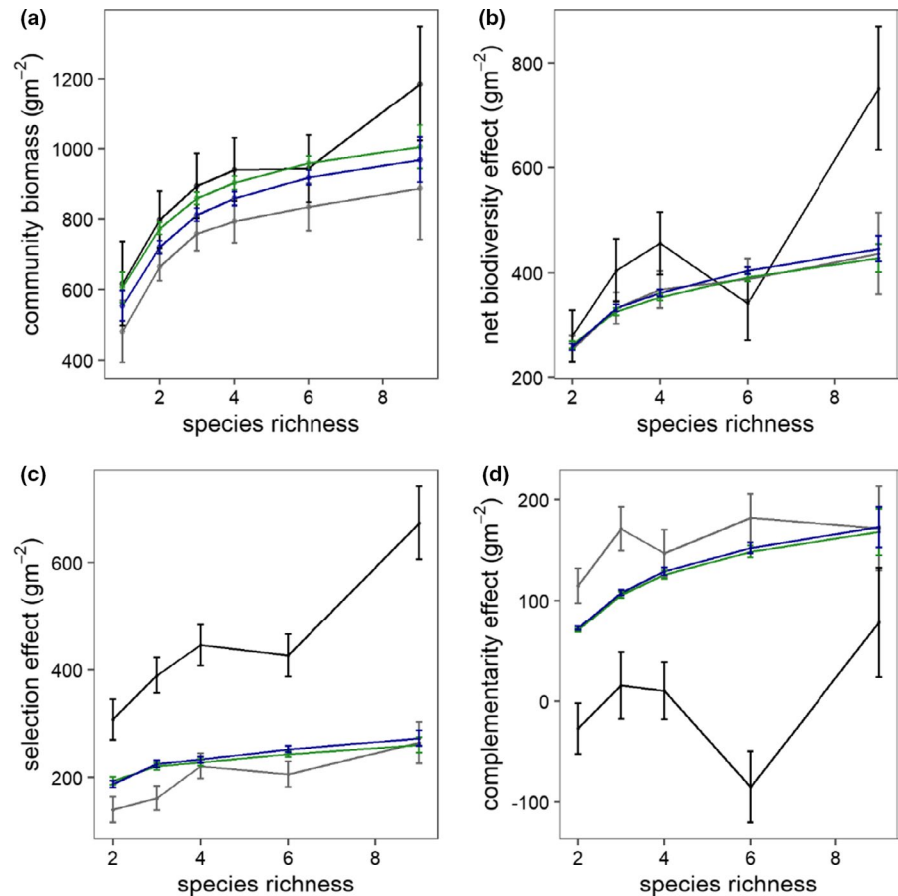 (a)
community biomass (gm⁻²)
1200
1000
800
600
400
2 4 6 8
species richness
(b)
net biodiversity effect (gm⁻²)
800
600
400
200
2 4 6 8
species richness
(c)
selection effect (gm⁻²)
600
400
200
2 4 6 8
species richness
(d)
complementarity effect (gm⁻²)
200
100
0
-100
2 4 6 8
species richness